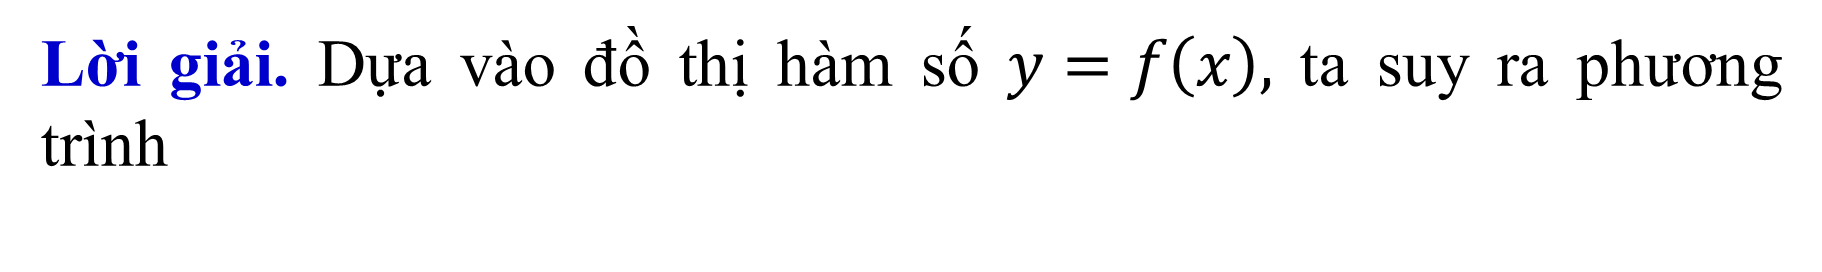 Lời giải. Dựa vào đồ thị hàm số y = f(x), ta suy ra phương
trình